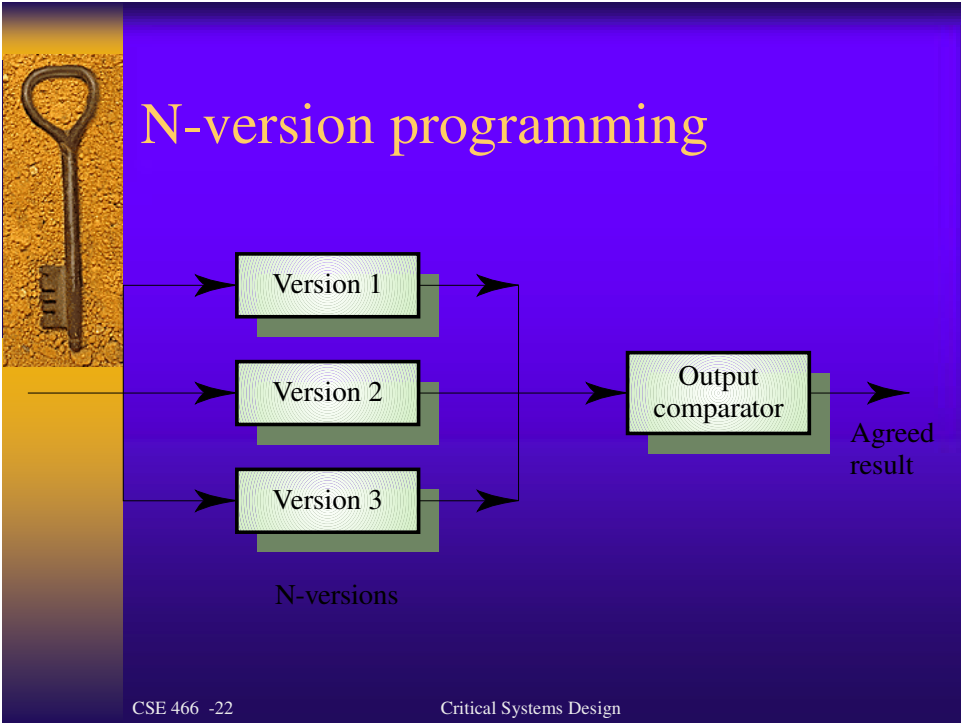 N-version programming
Version 1
Version 2
Version 3
Output
comparator
Agreed
result
N-versions
CSE 466 -22
Critical Systems Design